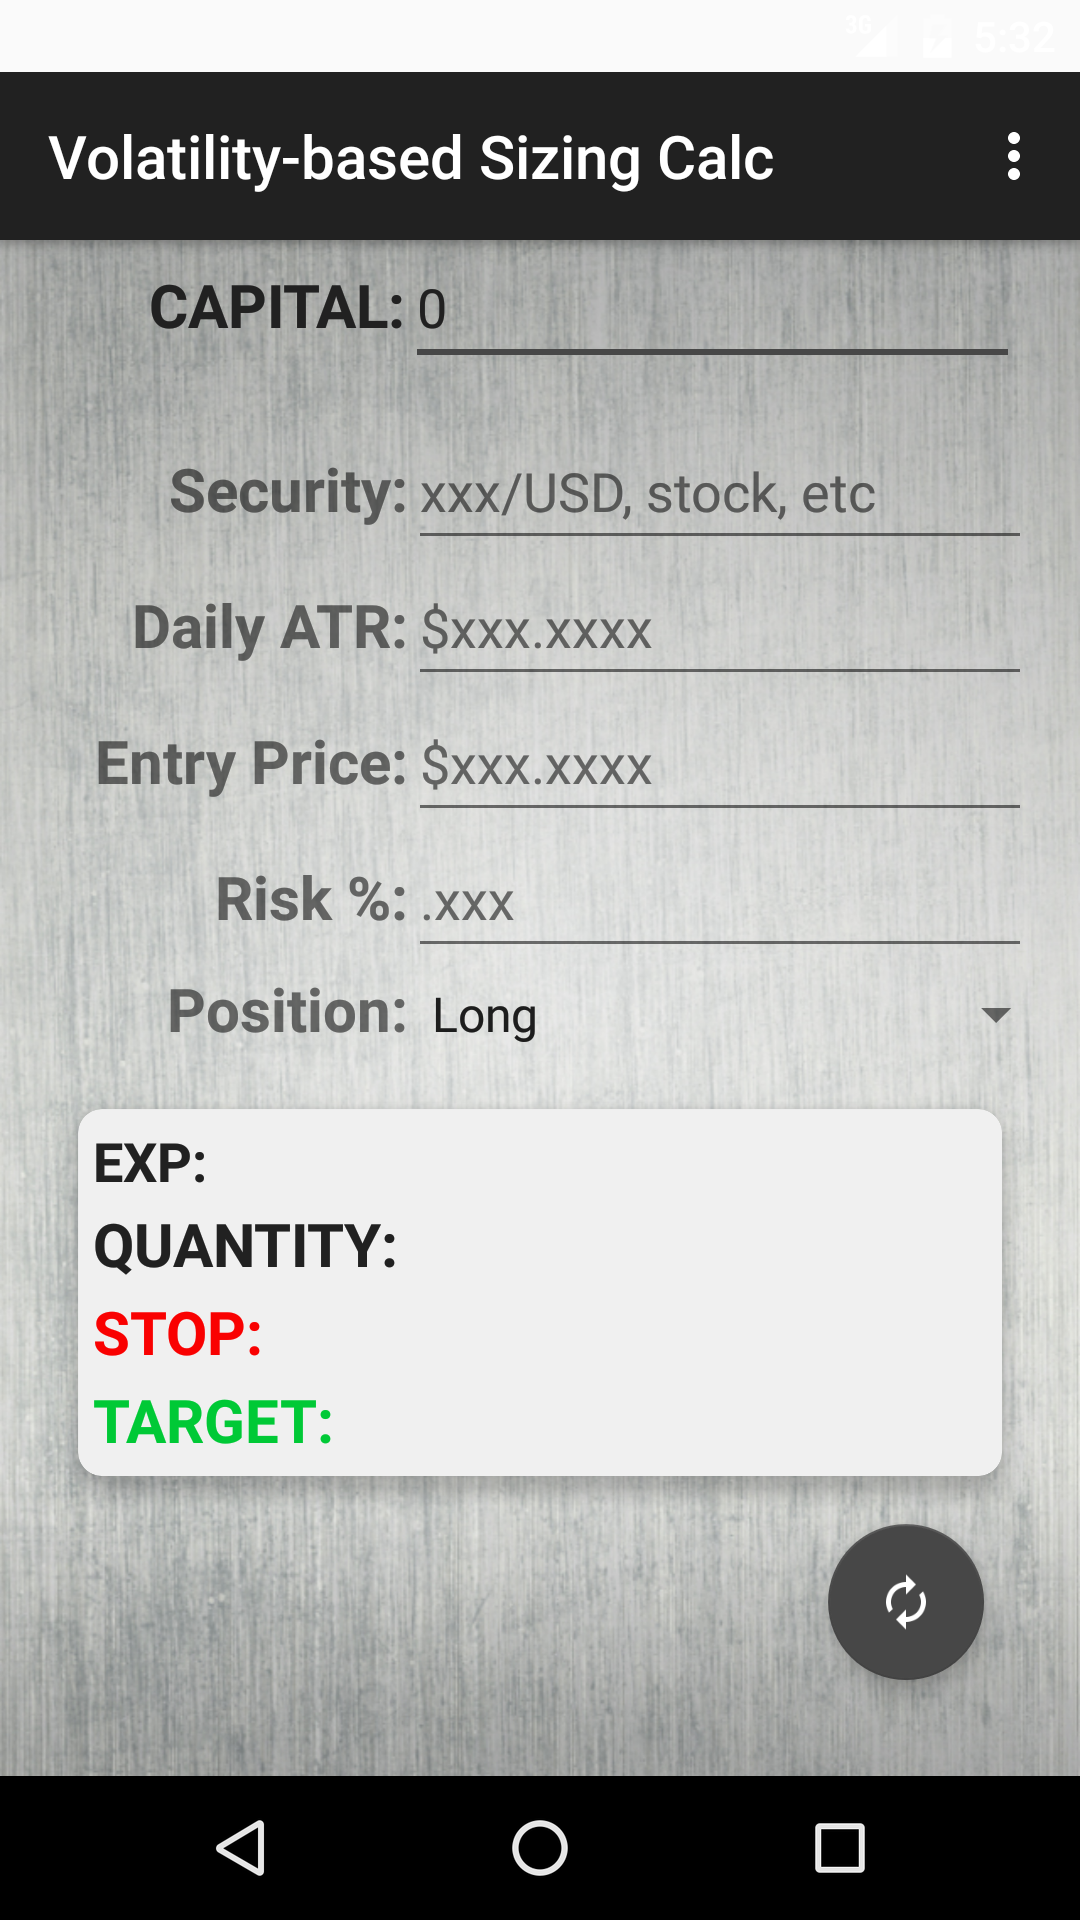 3G 5:32
Volatility-based Sizing Calc
CAPITAL: 0
Security: xxx/USD, stock, etc
Daily ATR: $xxx.xxxx
Entry Price: $xxx.xxxx
Risk %: .xxx
Position: Long
EXP:
QUANTITY:
STOP:
TARGET: